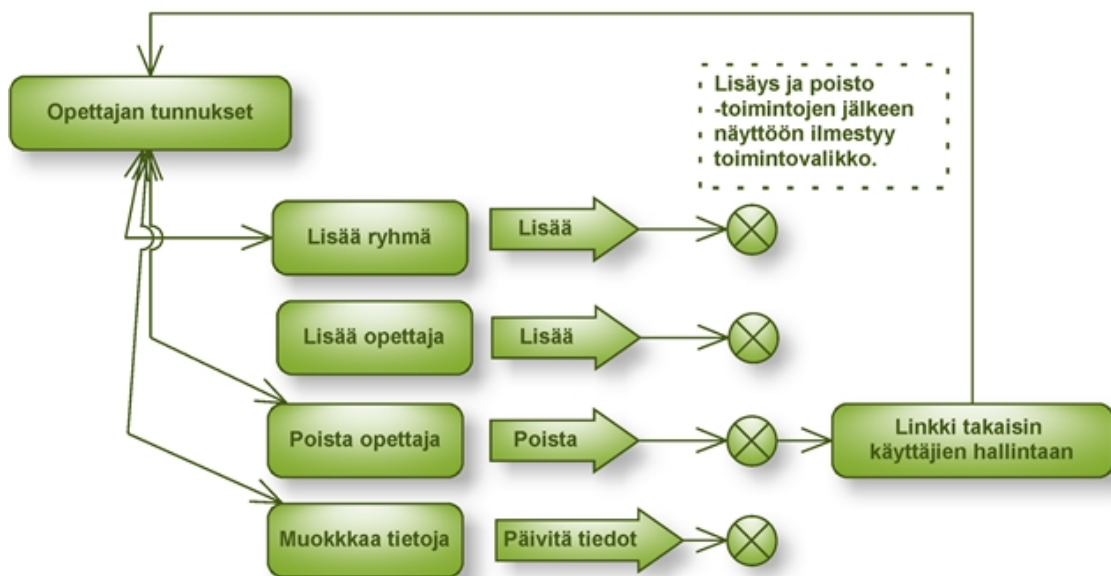 Opettajan tunnukset
Lisäys ja poisto
-toimintojen jälkeen
näyttöön ilmestyy
toimintovalikko.
Lisää ryhmä
Lisää
Lisää opettaja
Lisää
Poista opettaja
Poista
Linkki takaisin
käyttäjien hallintaan
Muokkkaa tietoja
Päivitä tiedot